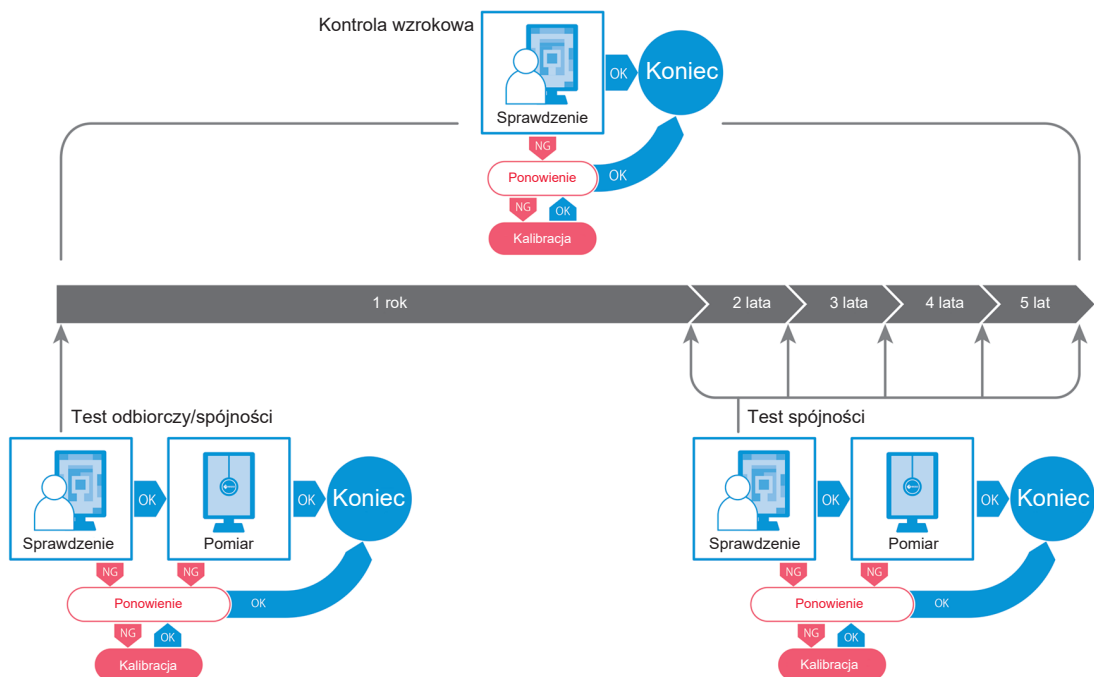 Kontrola wzrokowa
OK
Koniec
Sprawdzenie
NG
Ponowienie
OK
NG
OK
Kalibracja
1 rok
2 lata
3 lata
4 lata
5 lat
Test odbiorczy/spójności
Sprawdzenie
OK
Pomiar
OK
Koniec
NG
NG
Ponowienie
OK
NG
OK
Kalibracja
Test spójności
Sprawdzenie
OK
Pomiar
OK
Koniec
NG
NG
Ponowienie
OK
NG
OK
Kalibracja